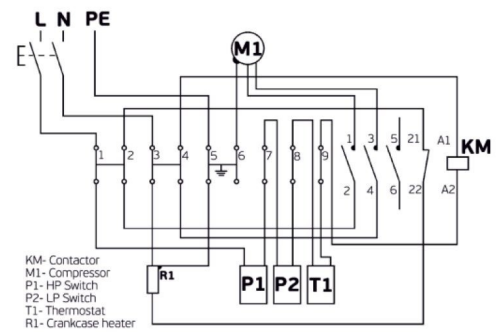 L N PE
M1
1 2 3 4 5 6 7 8 9 1 3 5 21 A1 KM
2 4 6 22 A2
R1 P1 P2 T1
KM- Contactor
M1- Compressor
P1- HP Switch
P2- LP Switch
T1- Thermostat
R1- Crankcase heater